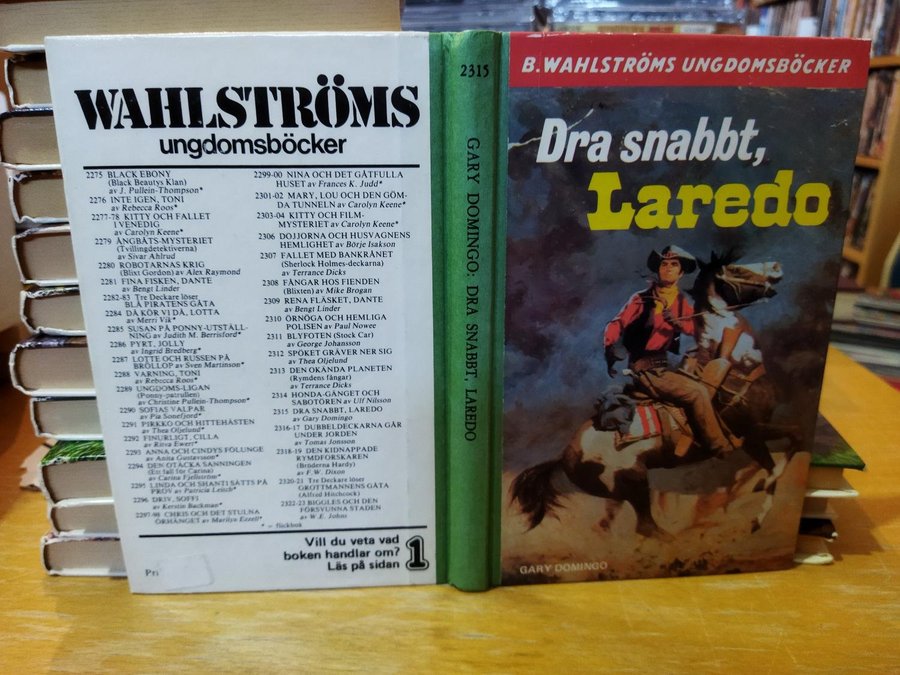 WAHLSTRÖMS
ungdomsböcker
2275 BLACK EBONY
(Black Beautys Klan)
av J. Pullein-Thompson*
2276 INTE IGEN, TONI
av Rebecca Roos*
2277-78 KITTY OCH FALLET
I VENEDIG
av Carolyn Keene*
2279 ÅNGBÅTS-MYSTERIET
(Tvillingdetektiverna)
av Sivar Ahlrud
2280 ROBOTARNAS KRIG
(Blixt Gordon) av Alex Raymond
2281 FINA FISKEN, DANTE
av Bengt Linder
2282-83 Tre Deckare löser
BLÅ PIRATENS GÅTA
2284 DÅ KÖR VI DÅ, LOTTA
av Merri Vik*
2285 SUSAN PÅ PONNY-UTSTÄLL-
NING av Judith M. Berrisford*
2286 PYRT, JOLLY
av Ingrid Bredberg*
2287 LOTTE OCH RUSSEN PÅ
BRÖLLOP av Sven Martinson*
2288 VARNING, TONI
av Rebecca Roos*
2289 UNGDOMS-LIGAN
(Ponny-patrullen)
av Christine Pullein-Thompson*
2290 SOFIAS VALPAR
av Pia Sonefjord*
2291 PIRKKO OCH HITTEHÄSTEN
av Thea Oljelund*
2292 FINURLIGT, CILLA
av Ritva Ewert*
2293 ANNA OCH CINDYS FÖLUNGE
av Anita Gustavsson*
2294 DEN OTÄCKA SANNINGEN
(Ett fall för Carina)
av Carina Fjellström*
2295 LINDA OCH SHANTI SÄTTS PÅ
PROV av Patricia Leitch*
2296 DRIV, SOFFI
av Kerstin Backman*
2297-98 CHRIS OCH DET STULNA
ÖRHÄNGET av Marilyn Ezzell*
2299-00 NINA OCH DET GÅTFULLA
HUSET av Frances K. Judd*
2301-02 MARY, LOU OCH DEN GÖM-
DA TUNNELN av Carolyn Keene*
2303-04 KITTY OCH FILM-
MYSTERIET av Carolyn Keene*
2306 DOJJORNA OCH HUSVAGNENS
HEMLIGHET av Börje Isakson
2307 FALLET MED BANKRÅNET
(Sherlock Holmes-deckarna)
av Terrance Dicks
2308 FÅNGAR HOS FIENDEN
(Blixten) av Mike Brogan
2309 RENA FLÄSKET, DANTE
av Bengt Linder
2310 ÖRNÖGA OCH HEMLIGA
POLISEN av Paul Nowee
2311 BLYFOTEN (Stock Car)
av George Johansson
2312 SPÖKET GRÄVER NER SIG
av Thea Oljelund
2313 DEN OKÄNDA PLANETEN
(Rymdens fångar)
av Terrance Dicks
2314 HONDA-GÄNGET OCH
SABOTÖREN av Ulf Nilsson
2315 DRA SNABBT, LAREDO
av Gary Domingo
2316-17 DUBBELDECKARNA GÅR
UNDER JORDEN
av Tomas Jonsson
2318-19 DEN KIDNAPPADE
RYMDFORSKAREN
(Bröderna Hardy)
av F.W. Dixon
2320-21 Tre Deckare löser
GROTTMANNENS GÅTA
(Alfred Hitchcock)
2322-23 BIGGLES OCH DEN
FÖRSVUNNA STADEN
av W.E. Johns
* = flickbok
Vill du veta vad
boken handlar om?
Läs på sidan 1
Pri
2315
GARY DOMINGO: DRA SNABBT, LAREDO
B.WAHLSTRÖMS UNGDOMSBÖCKER
Dra snabbt,
Laredo
GARY DOMINGO